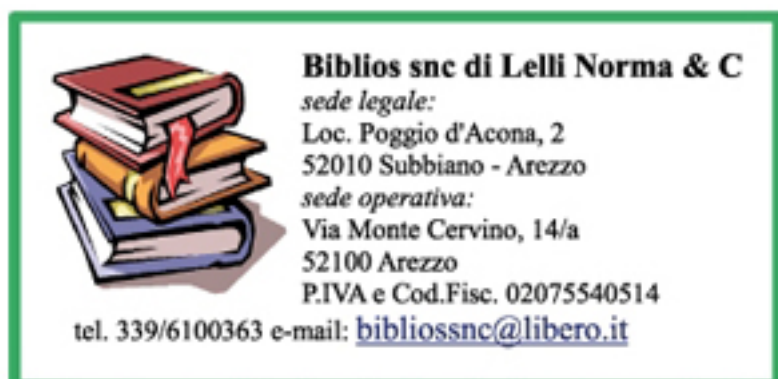 Biblios snc di Lelli Norma & C
sede legale:
Loc. Poggio d'Acona, 2
52010 Subbiano - Arezzo
sede operativa:
Via Monte Cervino, 14/a
52100 Arezzo
P.IVA e Cod.Fisc. 02075540514
tel. 339/6100363 e-mail: bibliossnc@libero.it